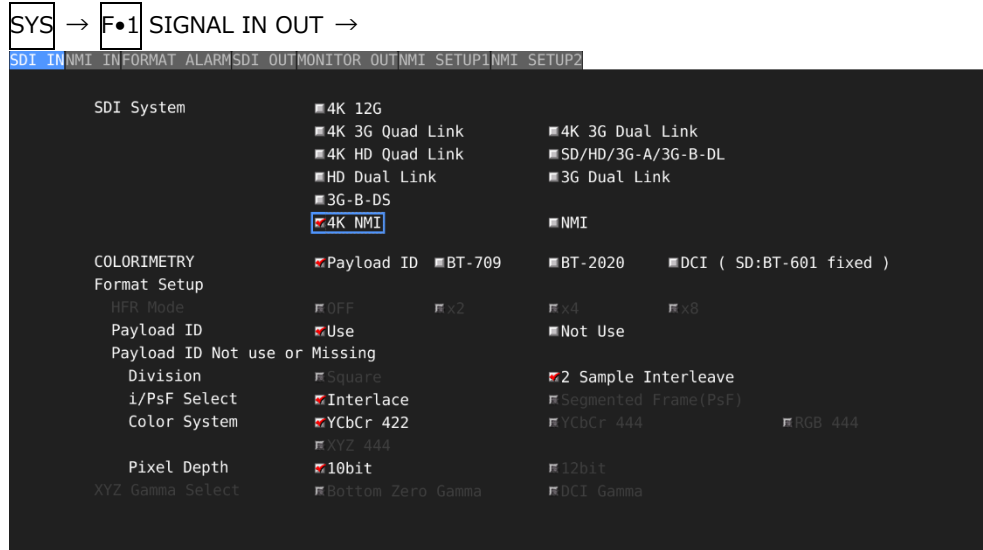 SYS → F•1 SIGNAL IN OUT →
SDI IN NMI IN FORMAT ALARM SDI OUT MONITOR OUT NMI SETUP1 NMI SETUP2
SDI System 4K 12G
4K 3G Quad Link 4K 3G Dual Link
4K HD Quad Link SD/HD/3G-A/3G-B-DL
HD Dual Link 3G Dual Link
3G-B-DS
4K NMI NMI
COLORIMETRY Payload ID BT-709 BT-2020 DCI ( SD:BT-601 fixed )
Format Setup
HFR Mode OFF x2 x4 x8
Payload ID Use Not Use
Payload ID Not use or Missing
Division Square 2 Sample Interleave
i/PsF Select Interlace Segmented Frame(PsF)
Color System YCbCr 422 YCbCr 444 RGB 444
XYZ 444
Pixel Depth 10bit 12bit
XYZ Gamma Select Bottom Zero Gamma DCI Gamma